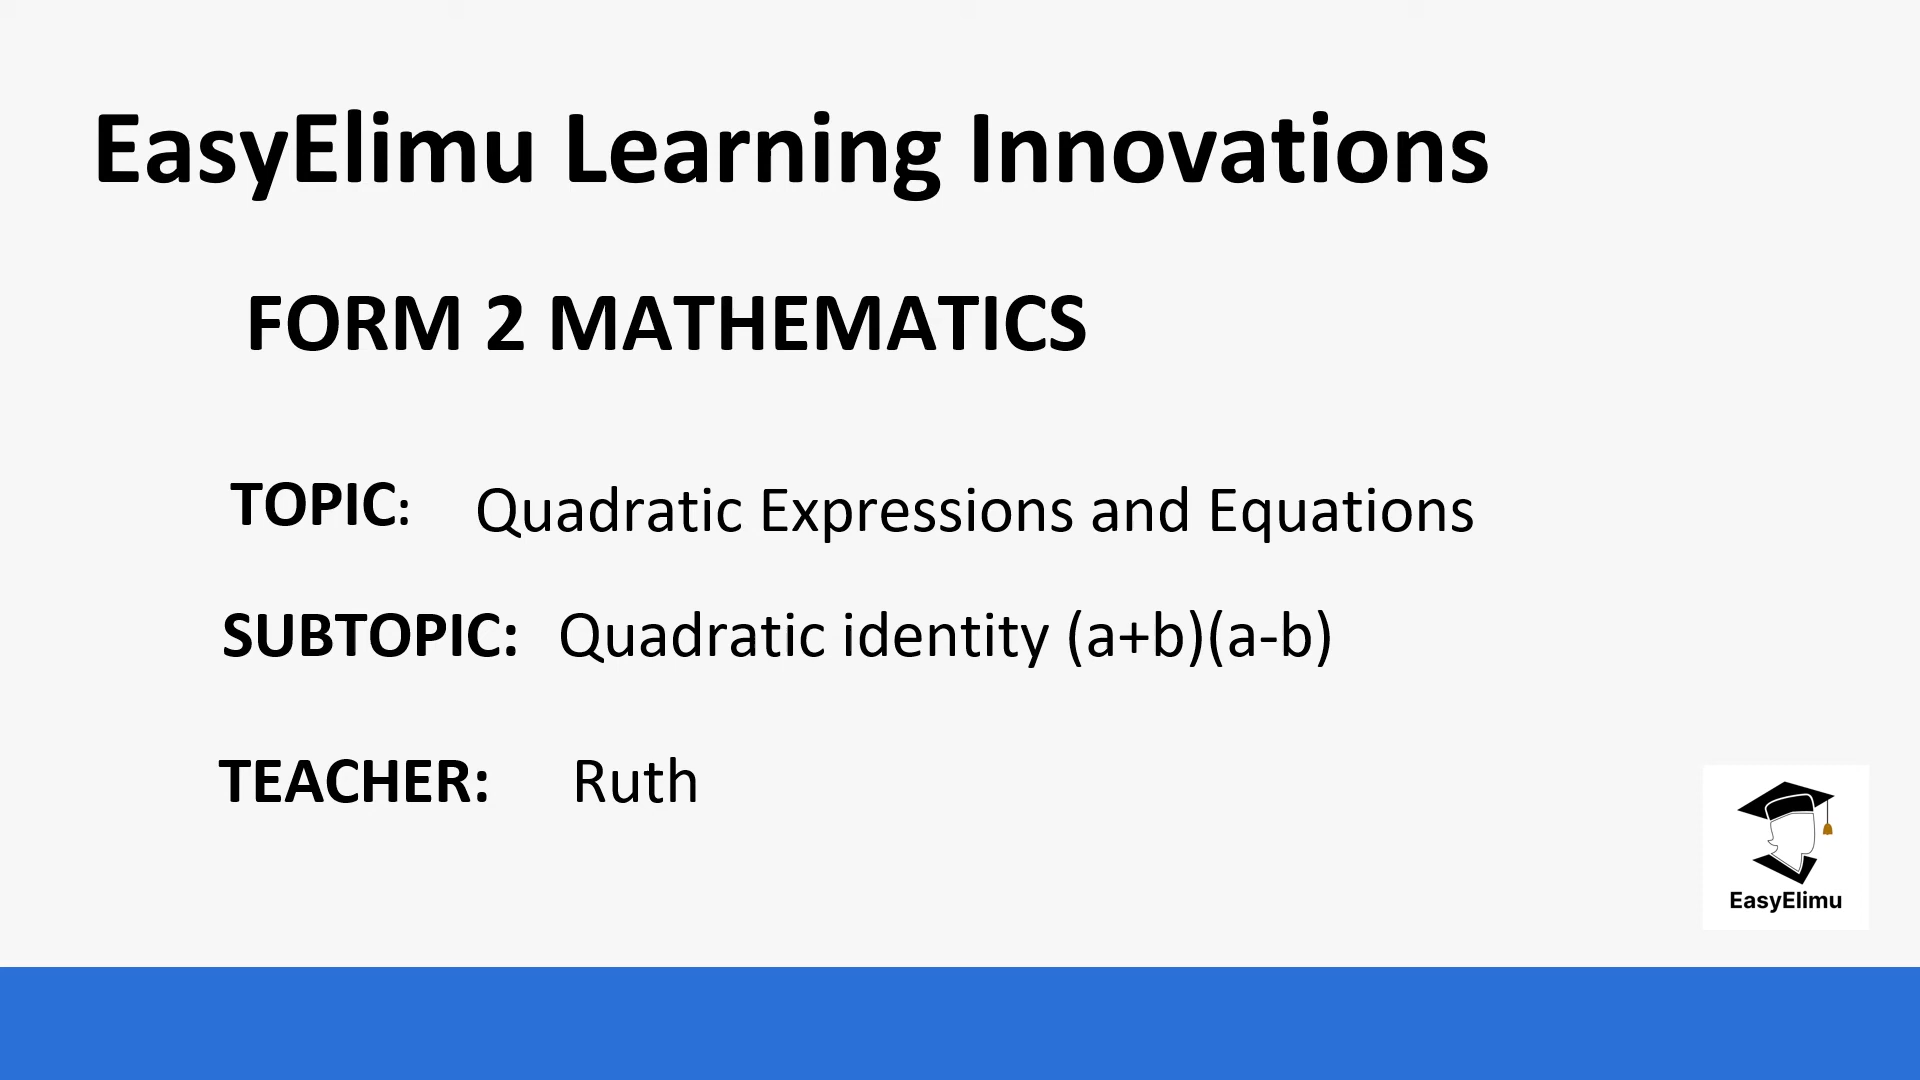 EasyElimu Learning Innovations
FORM 2 MATHEMATICS
TOPIC: Quadratic Expressions and Equations
SUBTOPIC: Quadratic identity (a+b)(a-b)
TEACHER: Ruth
EasyElimu